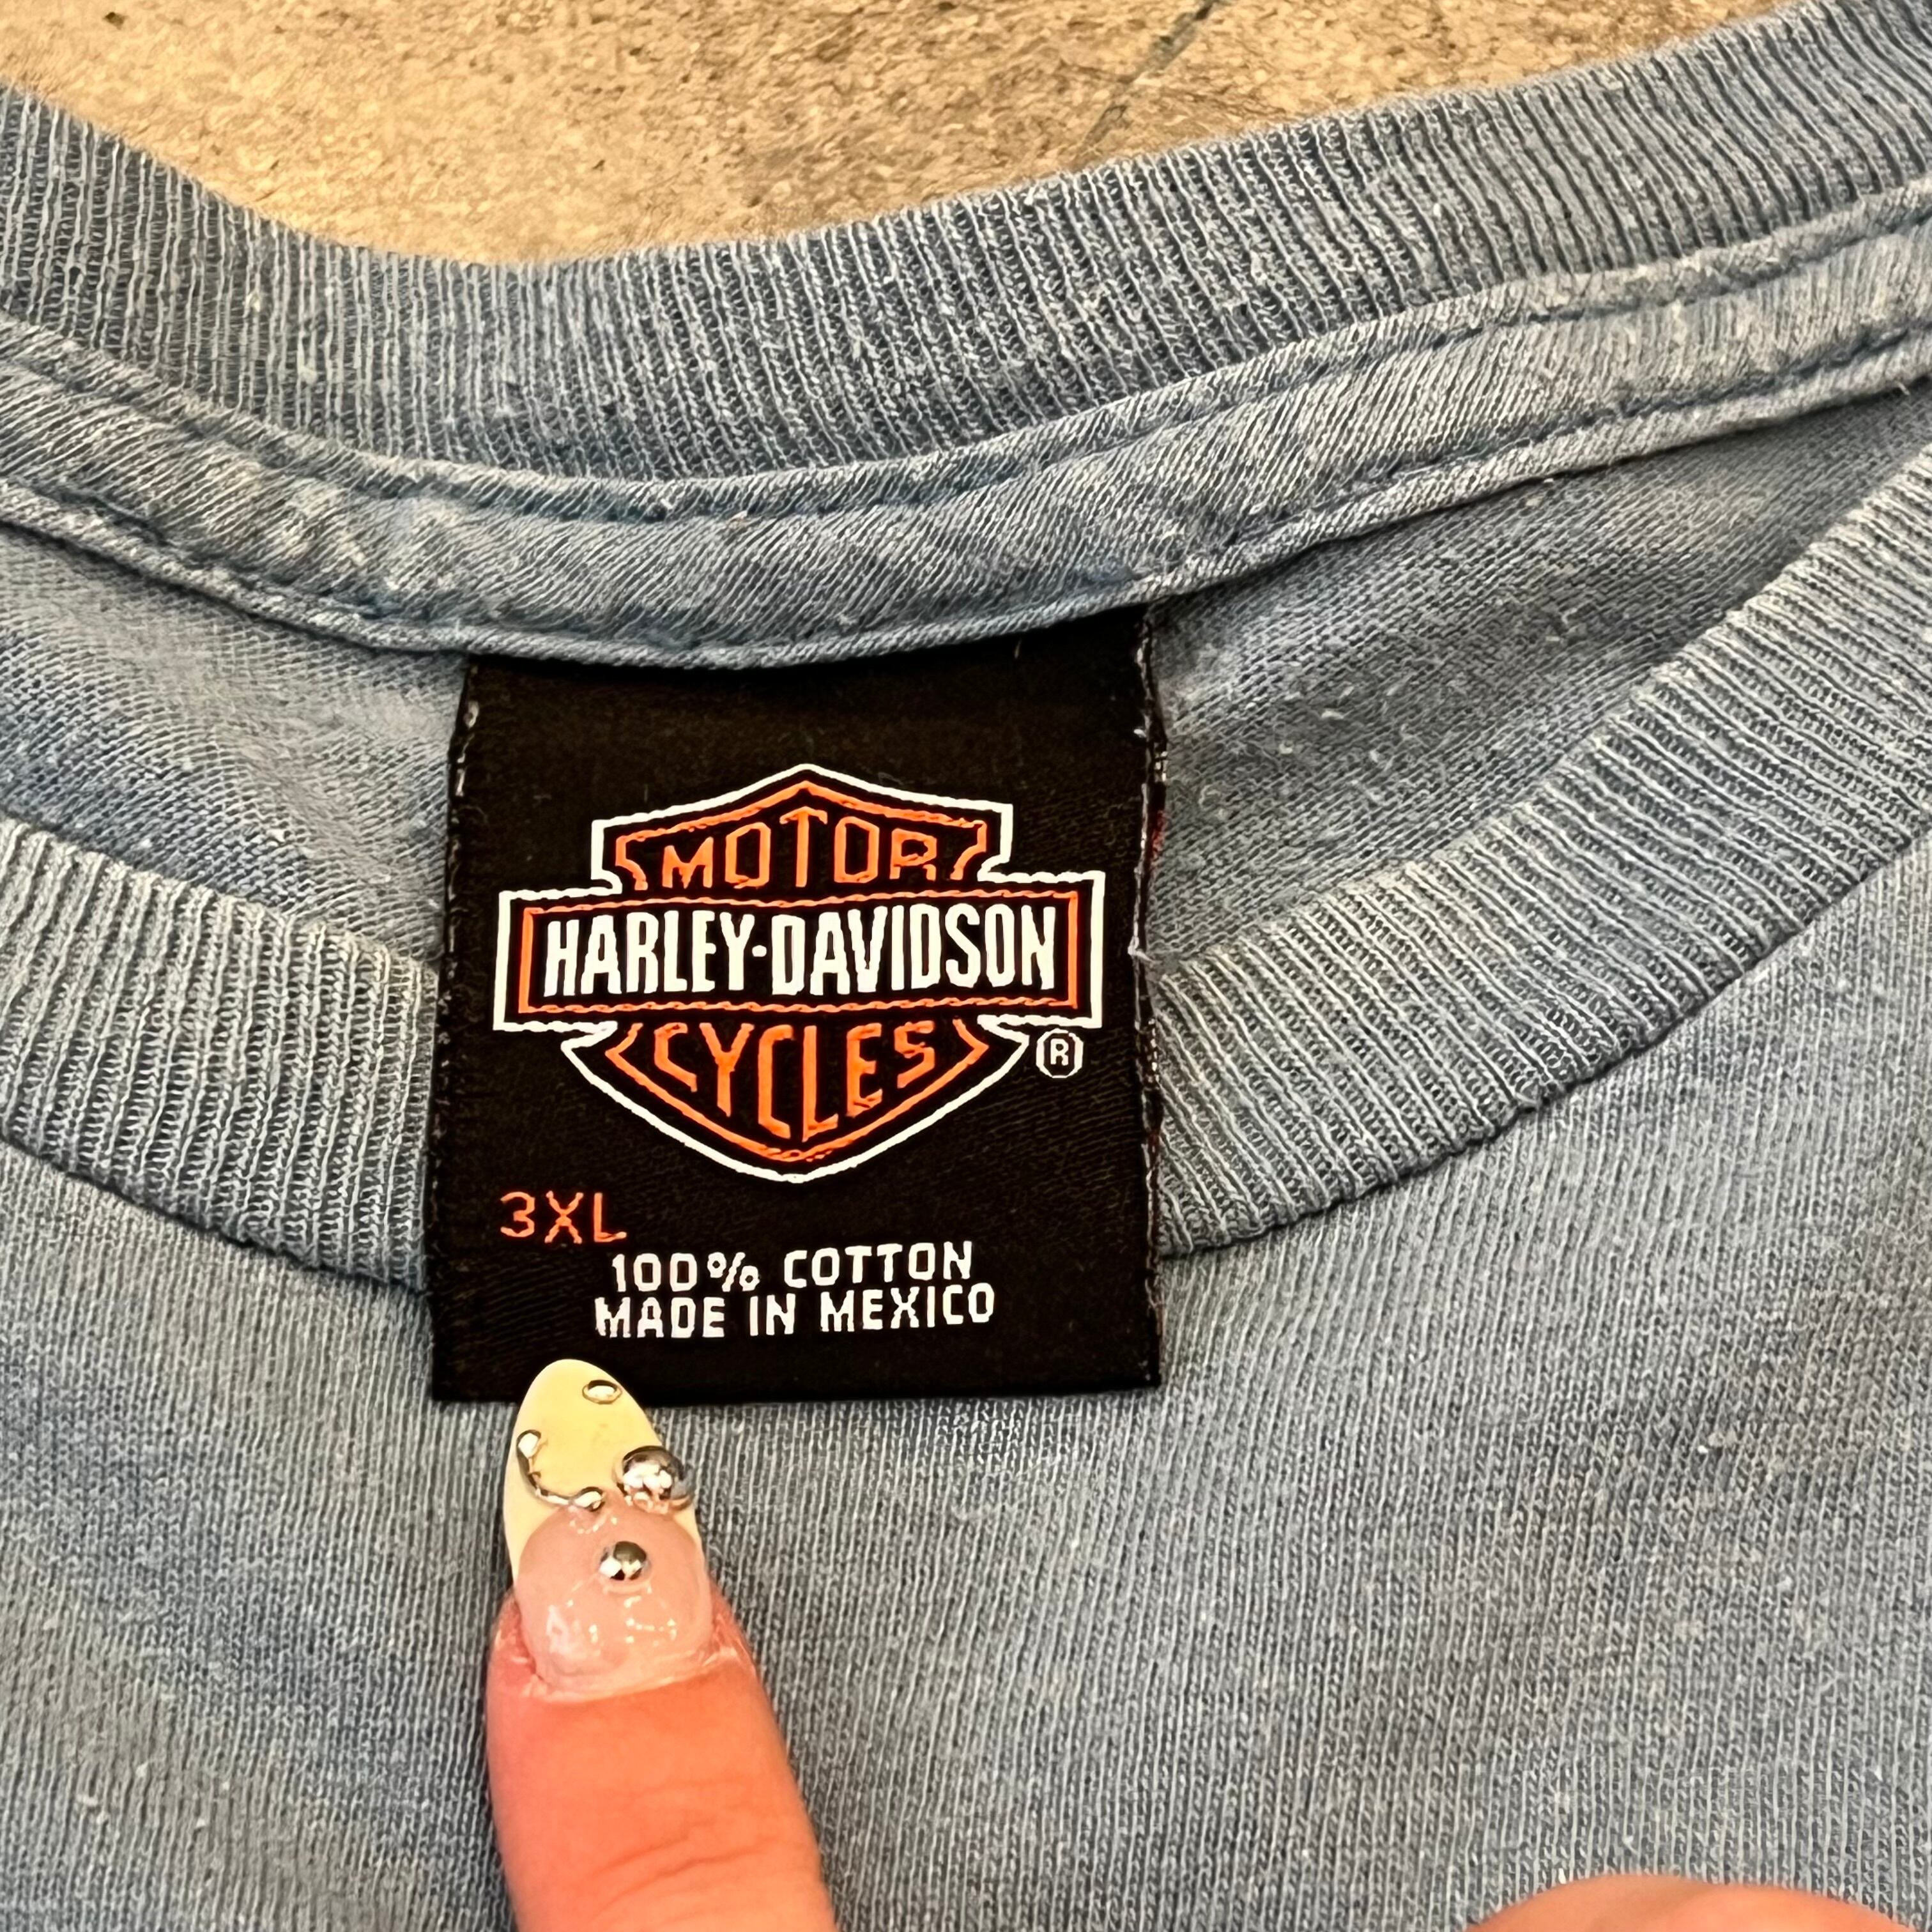 MOTOR
HARLEY-DAVIDSON
CYCLES
®
3XL
100% COTTON
MADE IN MEXICO